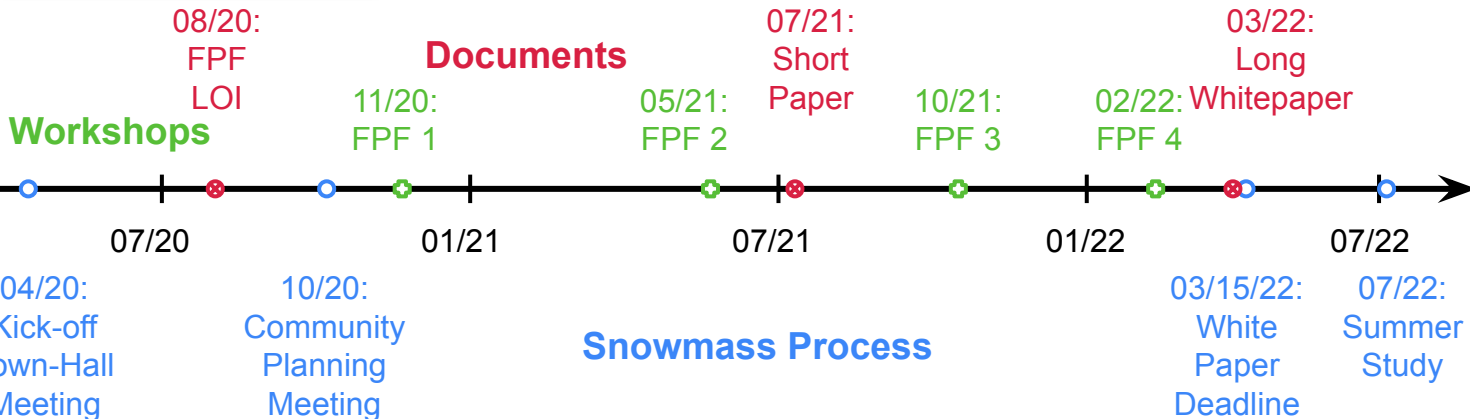 08/20:
FPF
LOI
Documents
07/21:
Short
Paper
03/22:
Long
Whitepaper
Workshops
11/20:
FPF 1
05/21:
FPF 2
10/21:
FPF 3
02/22:
FPF 4
07/20
01/21
07/21
01/22
07/22
04/20:
Kick-off
own-Hall
Meeting
10/20:
Community
Planning
Meeting
Snowmass Process
03/15/22:
White
Paper
Deadline
07/22:
Summer
Study